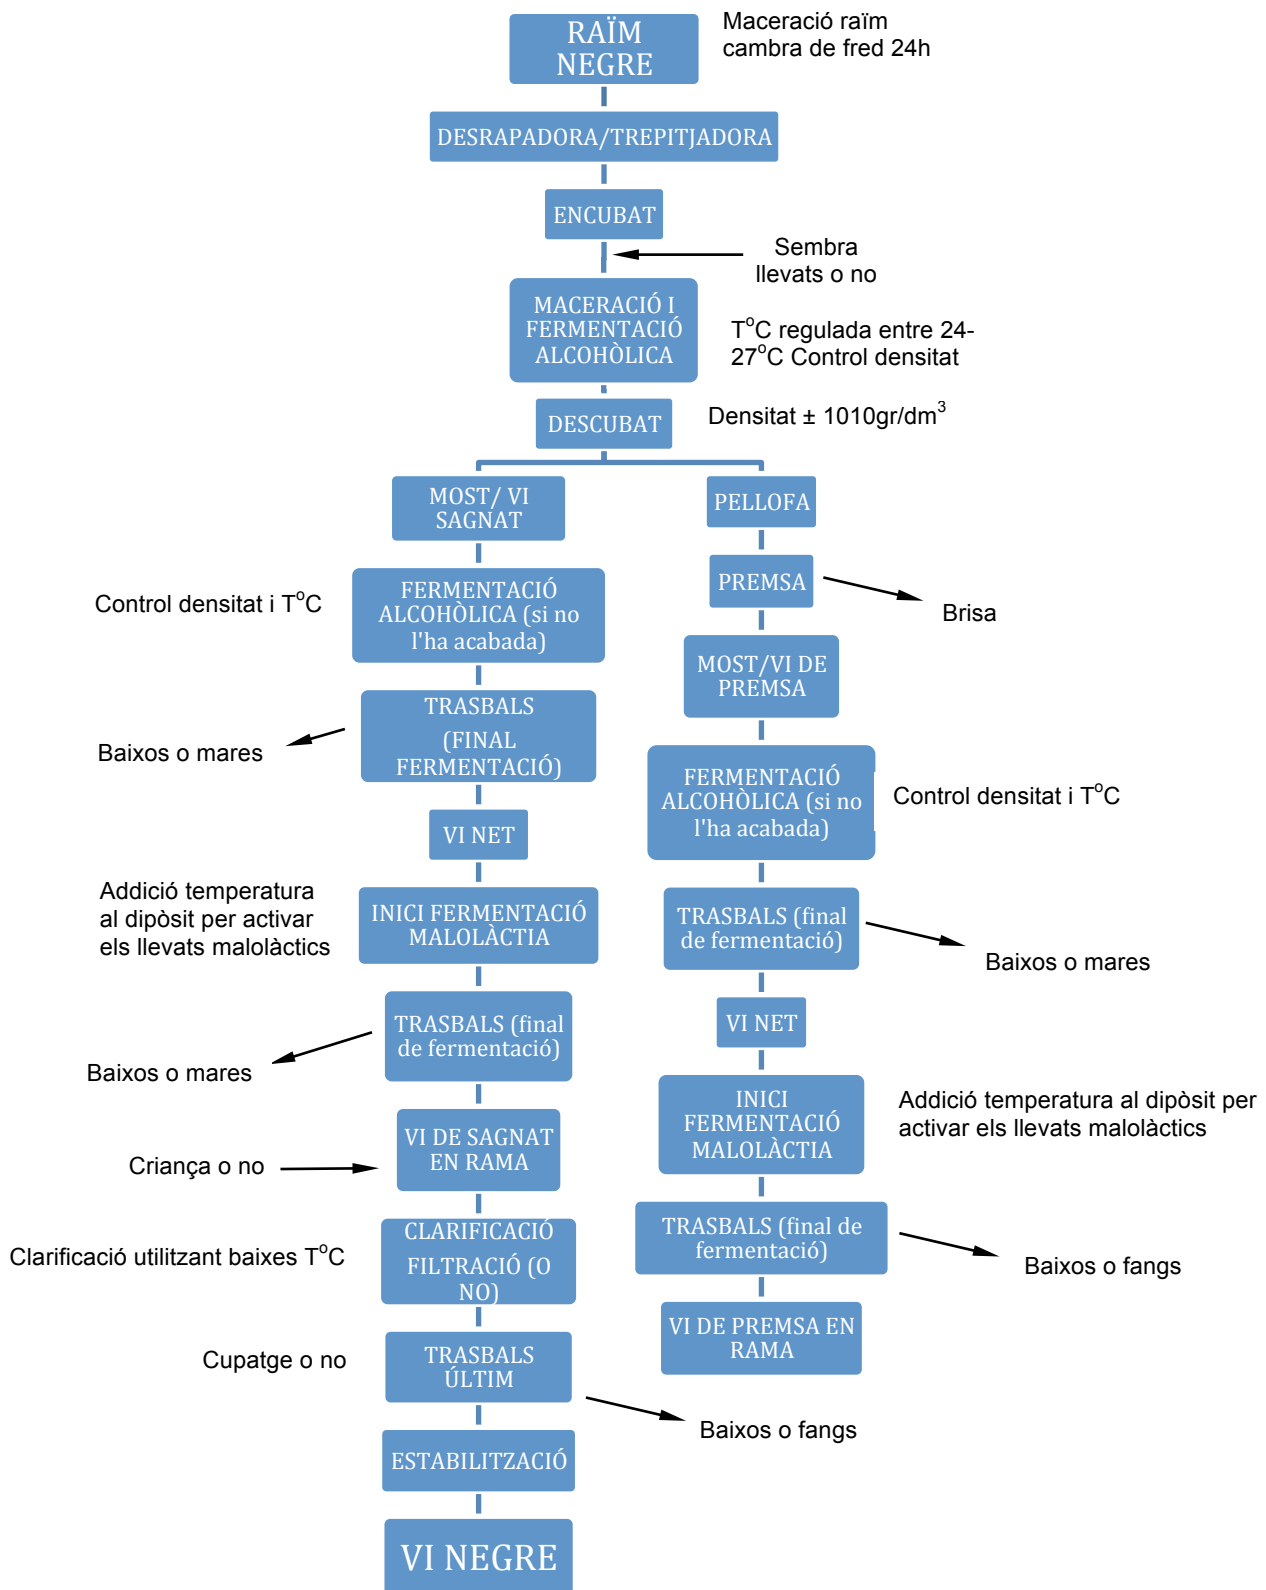 RAÏM
NEGRE
Maceració raïm
cambra de fred 24h
DESRAPADORA/TREPITJADORA
ENCUBAT
Sembra
llevats o no
MACERACIÓ I
FERMENTACIÓ
ALCOHÒLICA
TºC regulada entre 24-
27ºC Control densitat
DESCUBAT
Densitat ± 1010gr/dm³
MOST/ VI
SAGNAT
FERMENTACIÓ
ALCOHÒLICA (si no
l'ha acabada)
Control densitat i TºC
TRASBALS
(FINAL
FERMENTACIÓ)
Baixos o mares
VI NET
INICI FERMENTACIÓ
MALOLÀCTIA
Addició temperatura
al dipòsit per activar
els llevats malolàctics
TRASBALS (final
de fermentació)
Baixos o mares
VI DE SAGNAT
EN RAMA
Criança o no
CLARIFICACIÓ
FILTRACIÓ (O
NO)
Clarificació utilitzant baixes TºC
TRASBALS
ÚLTIM
Cupatge o no
Baixos o fangs
ESTABILITZACIÓ
VI NEGRE
PELLOFA
PREMSA
Brisa
MOST/VI DE
PREMSA
FERMENTACIÓ
ALCOHÒLICA (si no
l'ha acabada)
Control densitat i TºC
TRASBALS (final
de fermentació)
Baixos o mares
VI NET
INICI
FERMENTACIÓ
MALOLÀCTIA
Addició temperatura al dipòsit per
activar els llevats malolàctics
TRASBALS (final de
fermentació)
Baixos o fangs
VI DE PREMSA EN
RAMA